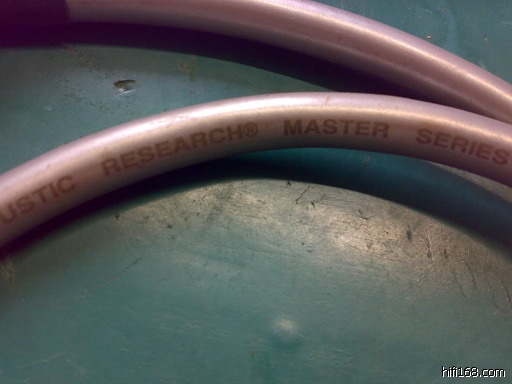 USTIC RESEARCH® MASTER SERIES
hifi168.com